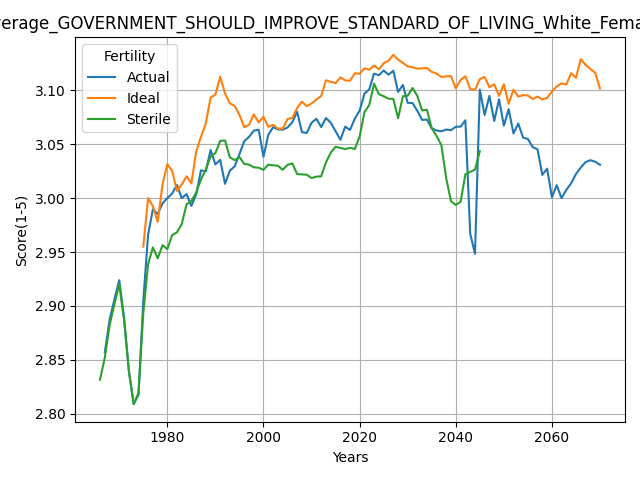 verage_GOVERNMENT_SHOULD_IMPROVE_STANDARD_OF_LIVING_White_Fema
Fertility
Actual
Ideal
Sterile
3.10
3.05
3.00
2.95
2.90
2.85
2.80
Score(1-5)
1980 2000 2020 2040 2060
Years